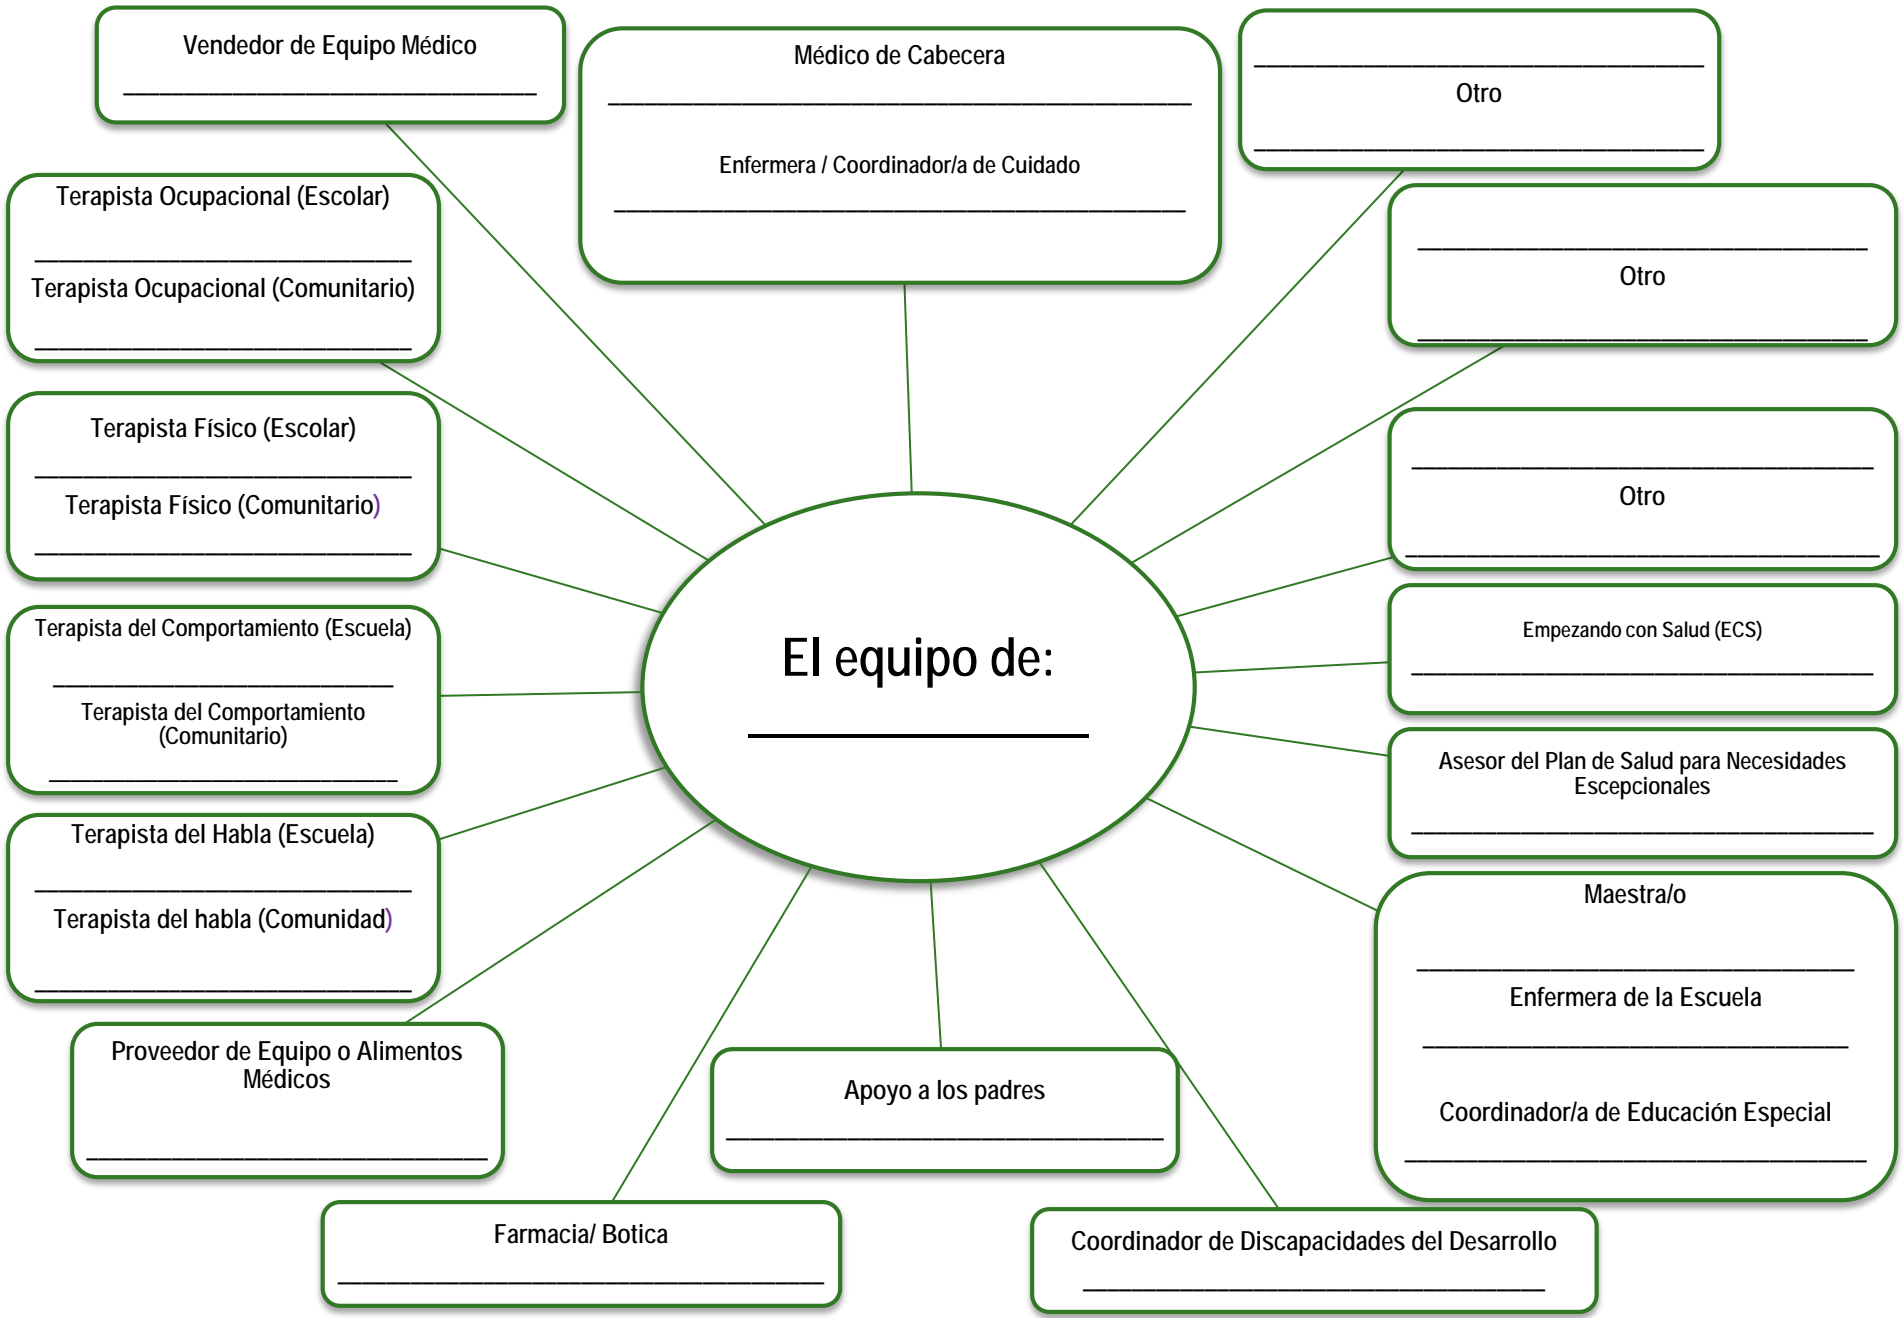 Vendedor de Equipo Médico
Médico de Cabecera
Enfermera / Coordinador/a de Cuidado
Otro
Otro
Otro
Terapista Ocupacional (Escolar)
Terapista Ocupacional (Comunitario)
Terapista Físico (Escolar)
Terapista Físico (Comunitario)
Terapista del Comportamiento (Escuela)
Terapista del Comportamiento
(Comunitario)
Terapista del Habla (Escuela)
Terapista del habla (Comunidad)
El equipo de:
Empezando con Salud (ECS)
Asesor del Plan de Salud para Necesidades
Escepcionales
Maestra/o
Enfermera de la Escuela
Coordinador/a de Educación Especial
Proveedor de Equipo o Alimentos
Médicos
Apoyo a los padres
Farmacia/ Botica
Coordinador de Discapacidades del Desarrollo